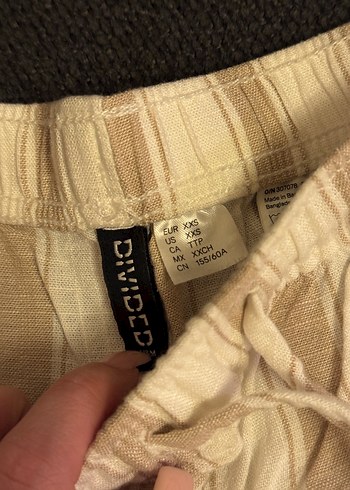 DIVIDED
EUR XXS
US XXS
CA TTP
MX XXCH
CN 155/60A
Made in